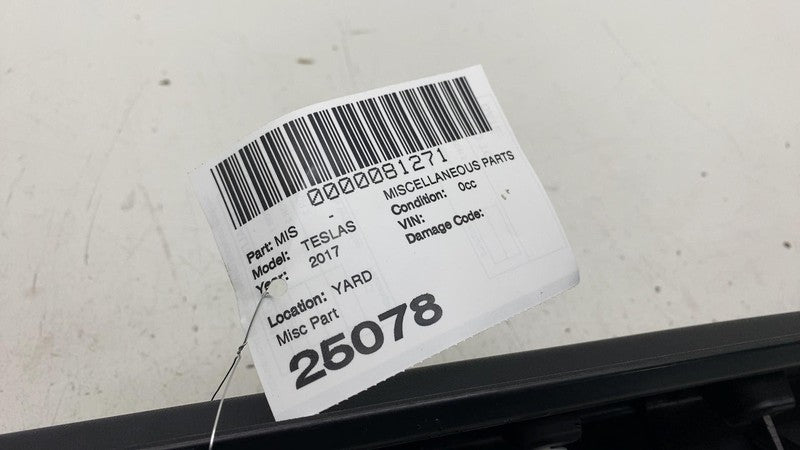 0000081271
Part: MIS - MISCELLANEOUS PARTS
Model: TESLAS Condition: 0cc
Year: 2017 VIN:
Damage Code:
Location: YARD
Misc Part
25078